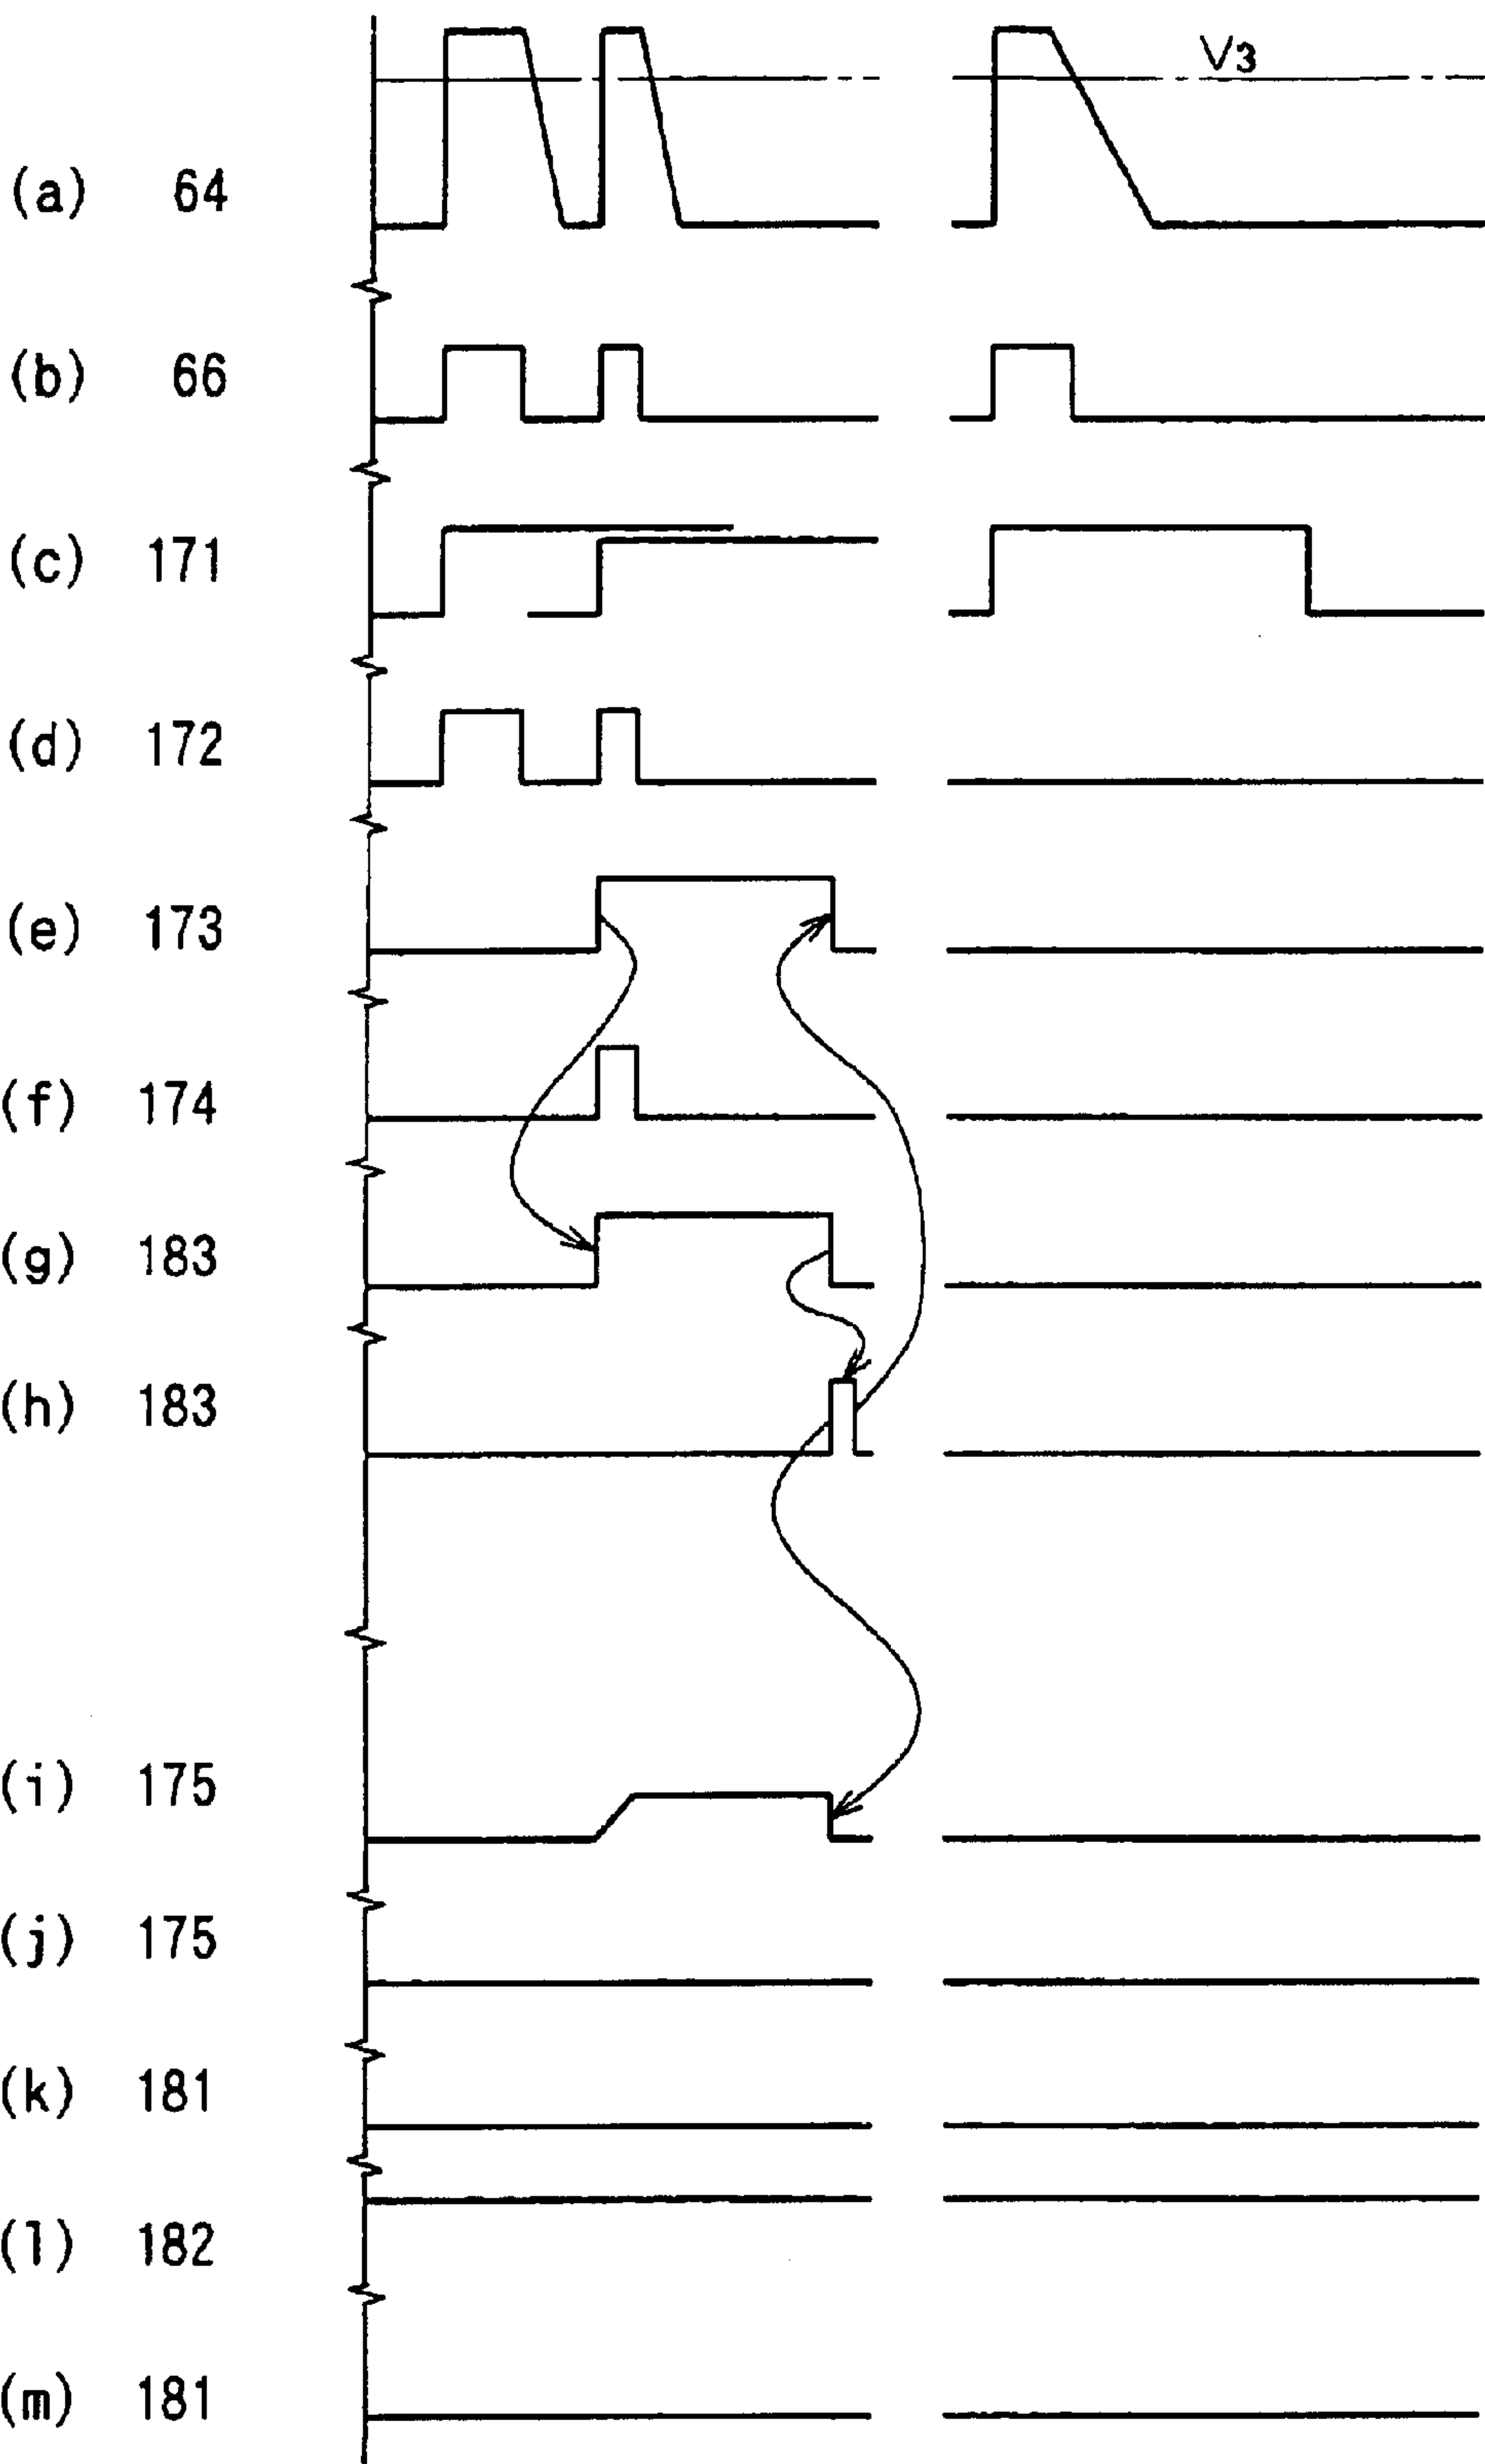 V3
(a) 64
(b) 66
(c) 171
(d) 172
(e) 173
(f) 174
(g) 183
(h) 183
(i) 175
(j) 175
(k) 181
(l) 182
(m) 181